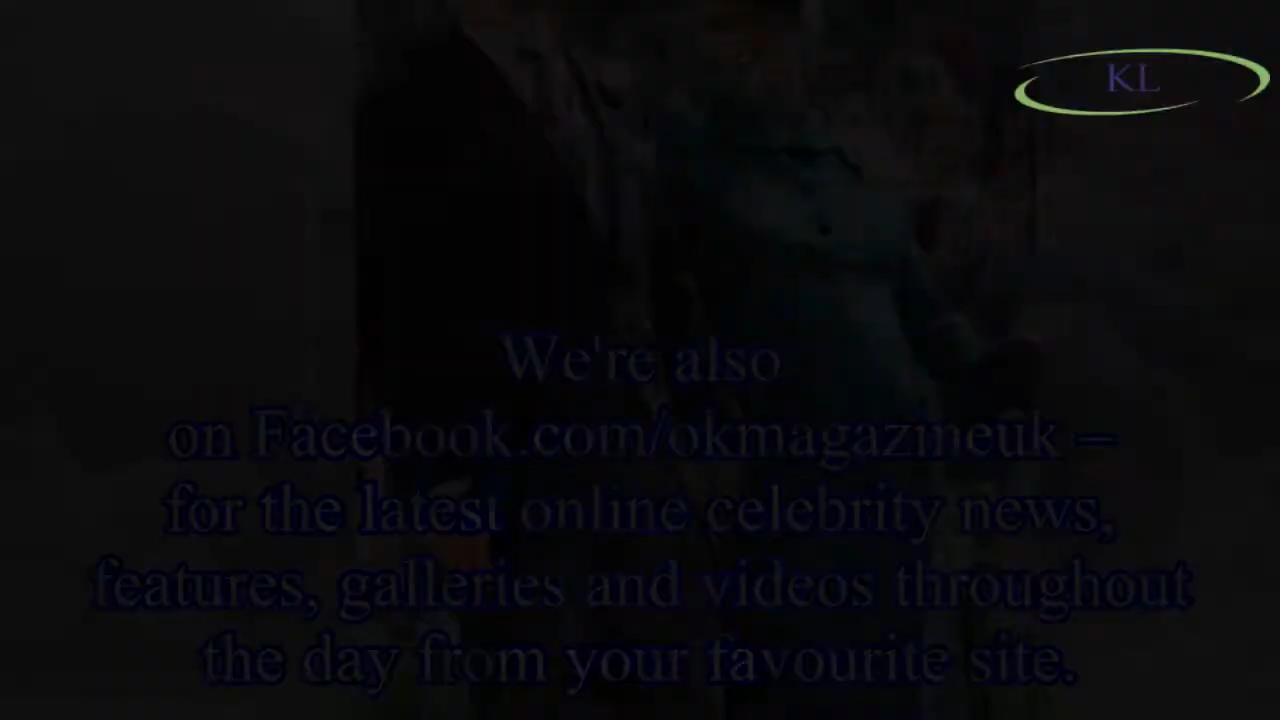 KL
We're also
on Facebook.com/okmagazineuk –
for the latest online celebrity news,
features, galleries and videos throughout
the day from your favourite site.